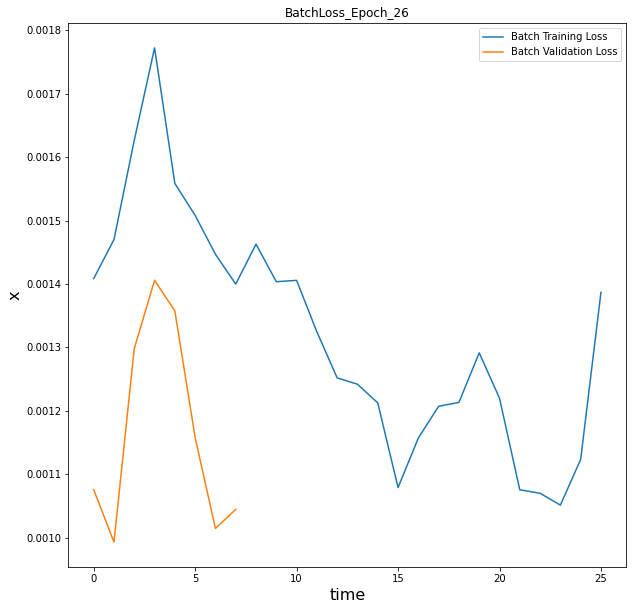 BatchLoss_Epoch_26
Batch Training Loss
Batch Validation Loss
0.0018
0.0017
0.0016
0.0015
0.0014
0.0013
0.0012
0.0011
0.0010
x
0 5 10 15 20 25
time